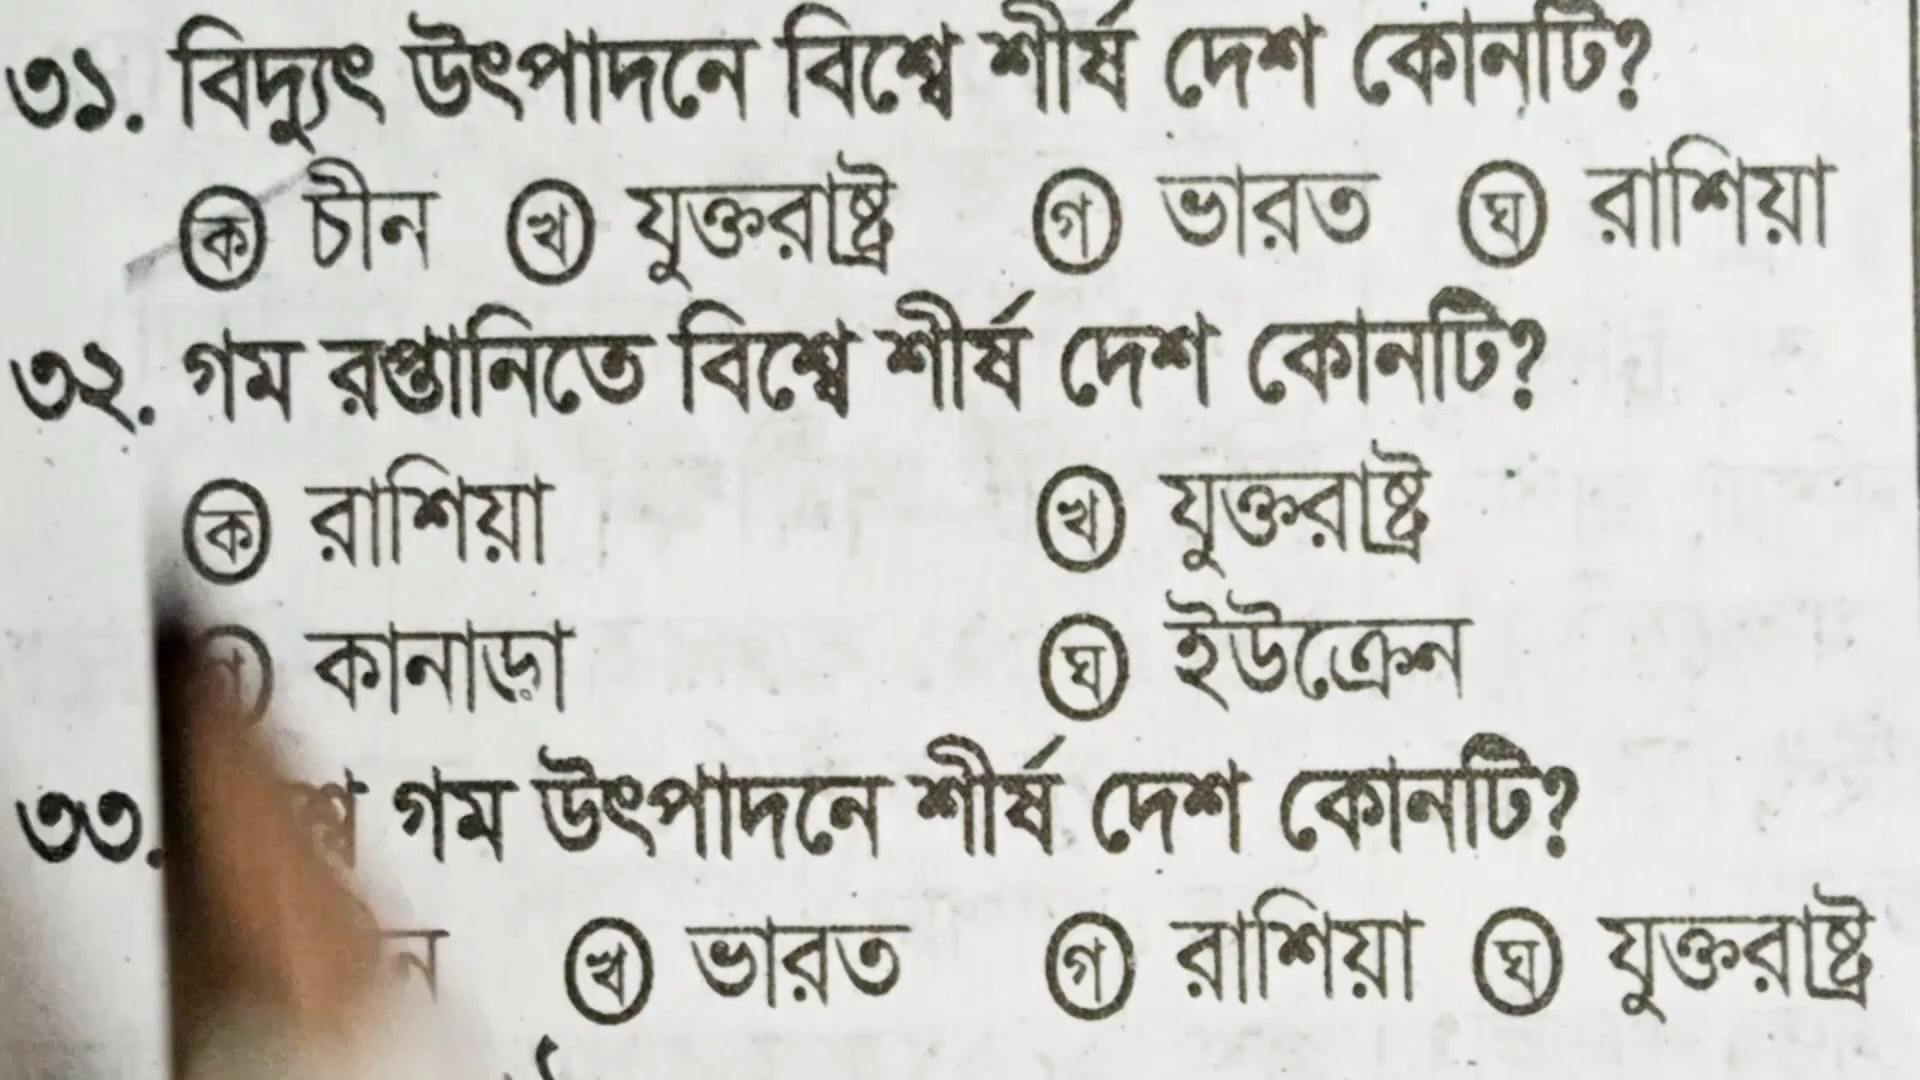 ৩১. বিদ্যুৎ উৎপাদনে বিশ্বে শীর্ষ দেশ কোনটি?
ক চীন খ যুক্তরাষ্ট্র গ ভারত ঘ রাশিয়া
৩২. গম রপ্তানিতে বিশ্বে শীর্ষ দেশ কোনটি?
ক রাশিয়া খ যুক্তরাষ্ট্র
গ কানাড়া ঘ ইউক্রেন
৩৩. গম উৎপাদনে শীর্ষ দেশ কোনটি?
খ ভারত গ রাশিয়া ঘ যুক্তরাষ্ট্র